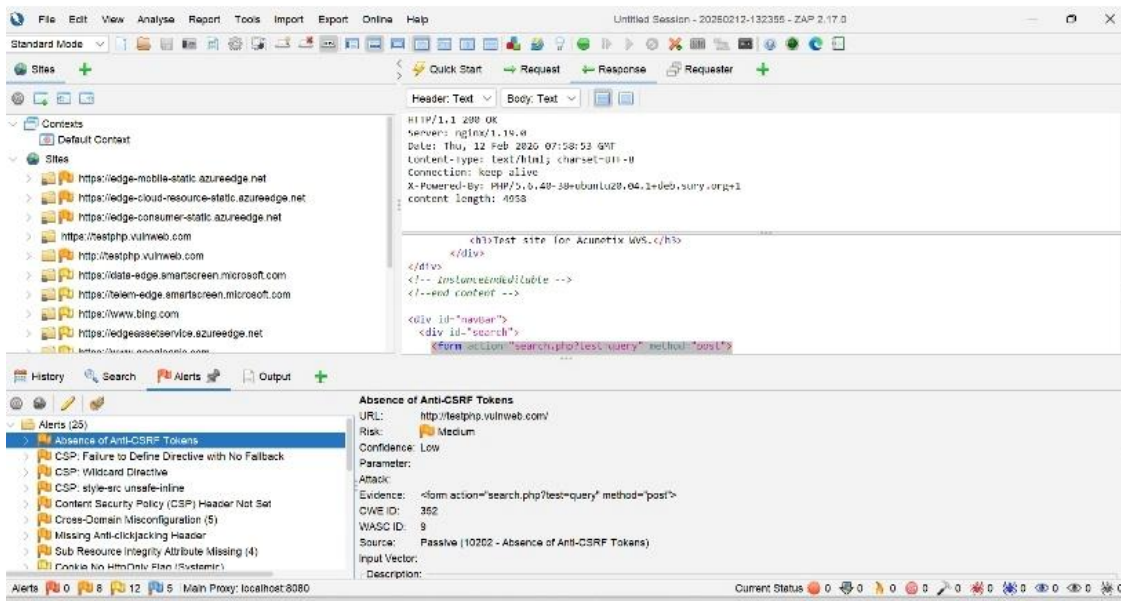 File Edit View Analyse Report Tools Import Export Online Help
Untitled Session - 20260212-132355 - ZAP 2.17.0
Standard Mode
Sites
Quick Start Request Response Requester
Header: Text Body: Text
Contexts
Default Context
Sites
https://edge-mobile-static.azureedge.net
https://edge-cloud-resource-static.azureedge.net
https://edge-consumer-static.azureedge.net
https://testphp.vulnweb.com
http://testphp.vulnweb.com
https://data-edge.smartscreen.microsoft.com
https://telem-edge.smartscreen.microsoft.com
https://www.bing.com
https://edgeassetservice.azureedge.net
HTTP/1.1 200 OK
Server: nginx/1.19.0
Date: Thu, 12 Feb 2026 07:58:53 GMT
Content-Type: text/html; charset=UTF-8
Connection: keep-alive
X-Powered-By: PHP/5.6.40-38+ubuntu20.04.1+deb.sury.org+1
content-length: 4958
<h3>Test site for Acunetix WVS.</h3>
</div>
</div>
<!-- InstanceEndEditable -->
<!--end content -->
<div id="navBar">
<div id="search">
<form action="search.php?test=query" method="post">
History Search Alerts Output
Alerts (25)
Absence of Anti-CSRF Tokens
CSP: Failure to Define Directive with No Fallback
CSP: Wildcard Directive
CSP: style-src unsafe-inline
Content Security Policy (CSP) Header Not Set
Cross-Domain Misconfiguration (5)
Missing Anti-clickjacking Header
Sub Resource Integrity Attribute Missing (4)
Cookie No HttpOnly Flag (Systemic)
Absence of Anti-CSRF Tokens
URL: http://testphp.vulnweb.com/
Risk: Medium
Confidence: Low
Parameter:
Attack:
Evidence: <form action="search.php?test=query" method="post">
CWE ID: 352
WASC ID: 9
Source: Passive (10202 - Absence of Anti-CSRF Tokens)
Input Vector:
Description:
Alerts 0 8 12 5 Main Proxy: localhost:8080
Current Status 0 0 0 0 0 0 0 0 0